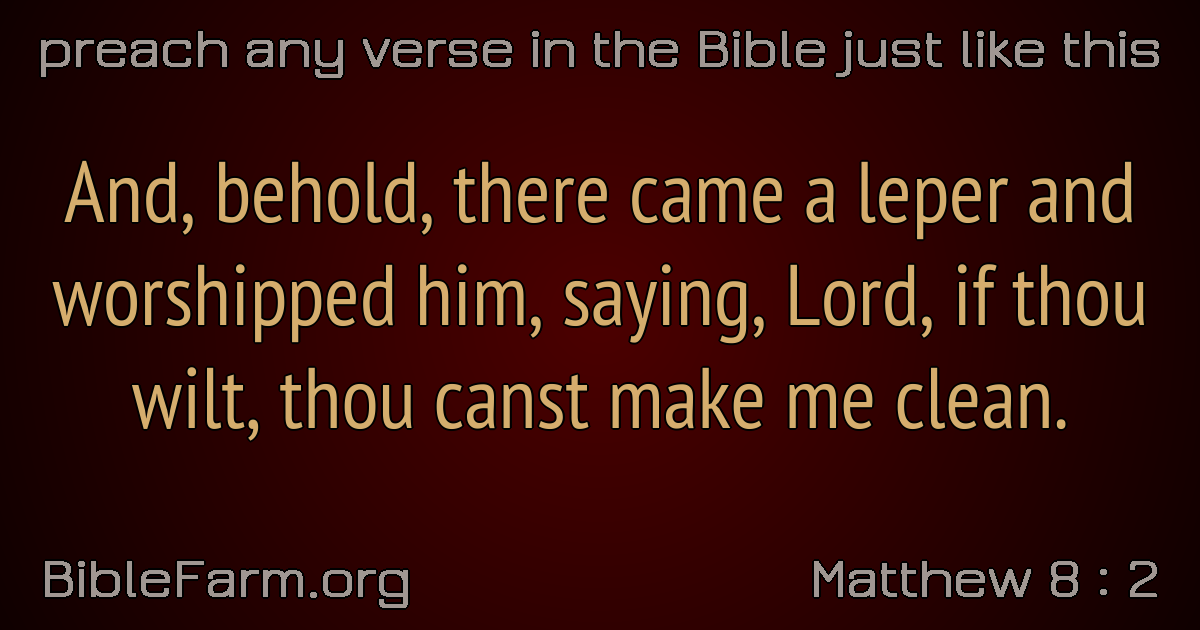 preach any verse in the Bible just like this
And, behold, there came a leper and
worshipped him, saying, Lord, if thou
wilt, thou canst make me clean.
BibleFarm.org
Matthew 8 : 2